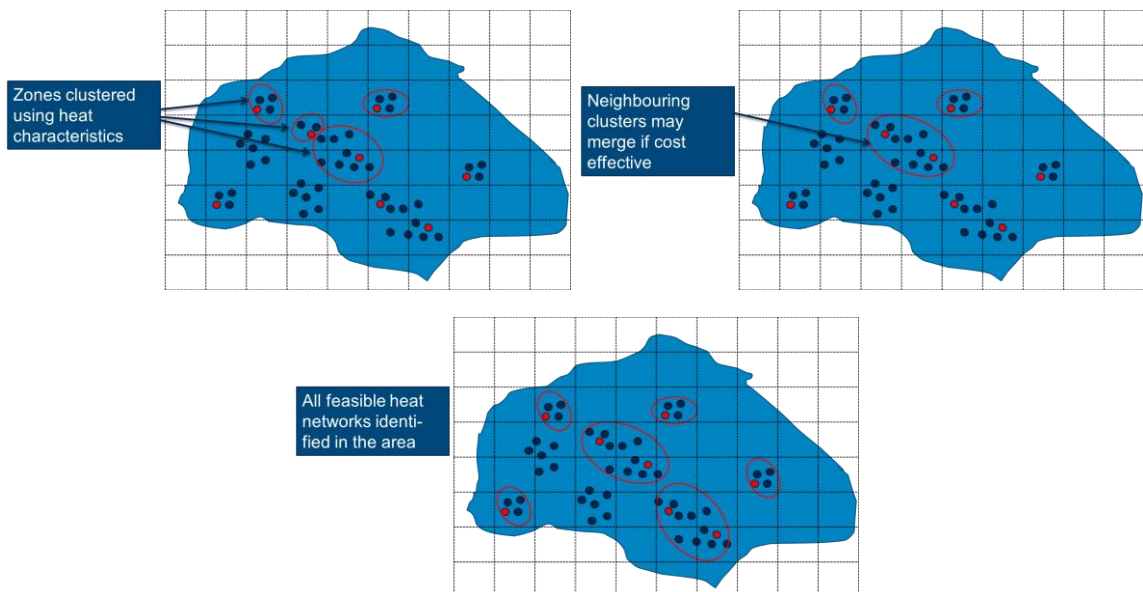 Zones clustered
using heat
characteristics
Neighbouring
clusters may
merge if cost
effective
All feasible heat
networks identi-
fied in the area